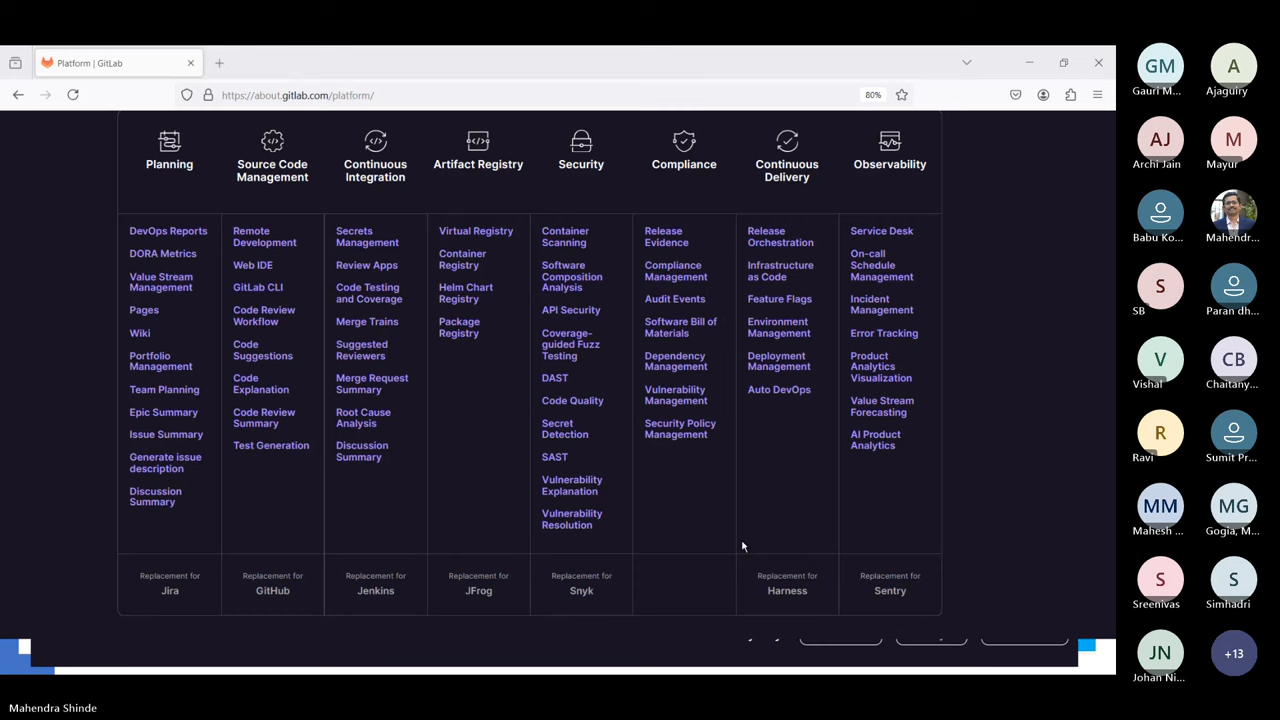 Platform | GitLab
https://about.gitlab.com/platform/
80%
Planning
DevOps Reports
DORA Metrics
Value Stream
Management
Pages
Wiki
Portfolio
Management
Team Planning
Epic Summary
Issue Summary
Generate issue
description
Discussion
Summary
Replacement for
Jira
Source Code
Management
Remote
Development
Web IDE
GitLab CLI
Code Review
Workflow
Code
Suggestions
Code
Explanation
Code Review
Summary
Test Generation
Replacement for
GitHub
Continuous
Integration
Secrets
Management
Review Apps
Code Testing
and Coverage
Merge Trains
Suggested
Reviewers
Merge Request
Summary
Root Cause
Analysis
Discussion
Summary
Replacement for
Jenkins
Artifact Registry
Virtual Registry
Container
Registry
Helm Chart
Registry
Package
Registry
Replacement for
JFrog
Security
Container
Scanning
Software
Composition
Analysis
API Security
Coverage-
guided Fuzz
Testing
DAST
Code Quality
Secret
Detection
SAST
Vulnerability
Explanation
Vulnerability
Resolution
Replacement for
Snyk
Compliance
Release
Evidence
Compliance
Management
Audit Events
Software Bill of
Materials
Dependency
Management
Vulnerability
Management
Security Policy
Management
Continuous
Delivery
Release
Orchestration
Infrastructure
as Code
Feature Flags
Environment
Management
Deployment
Management
Auto DevOps
Replacement for
Harness
Observability
Service Desk
On-call
Schedule
Management
Incident
Management
Error Tracking
Product
Analytics
Visualization
Value Stream
Forecasting
AI Product
Analytics
Replacement for
Sentry
GM
Gauri M...
A
Ajaguiry
AJ
Archi Jain
M
Mayur
Babu Ko...
Mahendr...
S
SB
Paran dh...
V
Vishal
CB
Chaitany...
R
Ravi
Sumit Pr...
MM
Mahesh ...
MG
Gogia, M...
S
Sreenivas
S
Simhadri
JN
Johan Ni...
+13
Mahendra Shinde